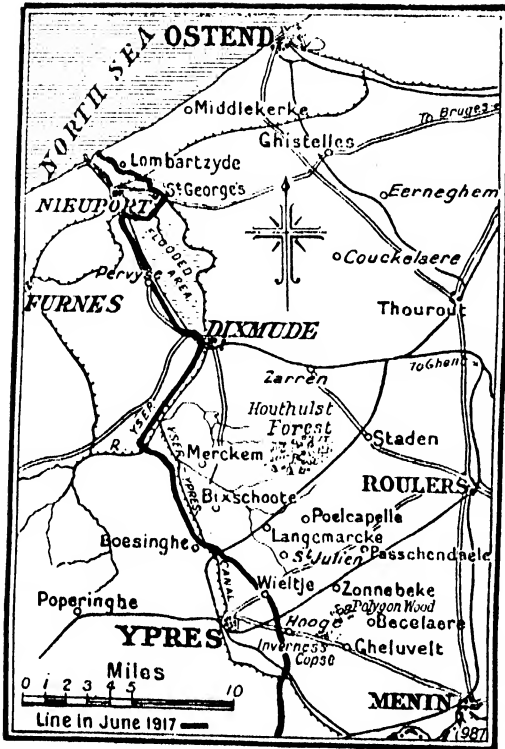 OSTEND
NORTH SEA
Middlekerke
To Bruges
Ghistelles
Lombartzyde
St George's
Eerneghem
NIEUPORT
FLOODED AREA
Couckelaere
Pervyse
FURNES
Thourout
DIXMUDE
To Ghent
Zarren
Houthulst
Forest
YSER
R.
Staden
Merckem
YSER YPRES
ROULERS
Bixschoote
Poelcapelle
Langemarcke
Boesinghe
St Julien
Passchendaele
CANAL
Wieltje
Zonnebeke
Poperinghe
Polygon Wood
Hooge
Becelaere
YPRES
Inverness
Copse
Gheluvelt
Miles
0 1 2 3 4 5 10
MENIN
Line in June 1917
1987